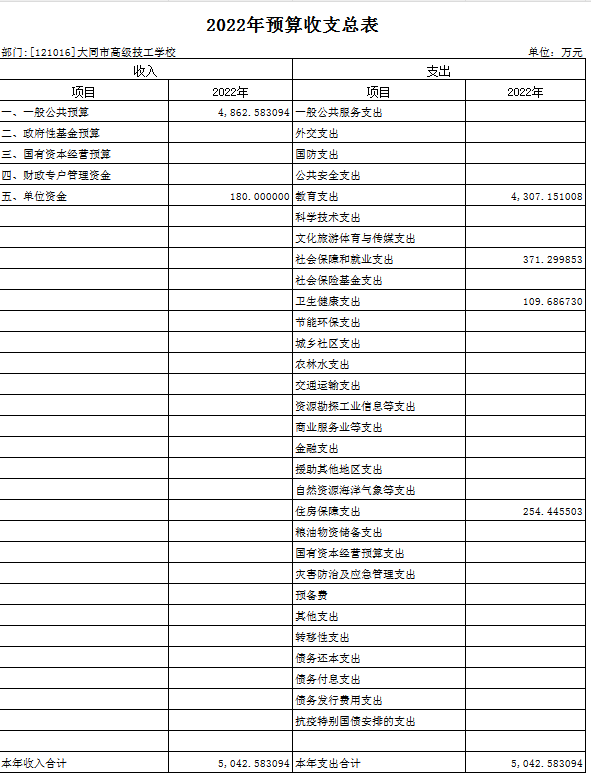 2022年预算收支总表
部门:[121016]大同市高级技工学校 单位：万元
收入 支出
项目 2022年 项目 2022年
一、一般公共预算 4,862.583094 一般公共服务支出
二、政府性基金预算 外交支出
三、国有资本经营预算 国防支出
四、财政专户管理资金 公共安全支出
五、单位资金 180.000000 教育支出 4,307.151008
科学技术支出
文化旅游体育与传媒支出
社会保障和就业支出 371.299853
社会保险基金支出
卫生健康支出 109.686730
节能环保支出
城乡社区支出
农林水支出
交通运输支出
资源勘探工业信息等支出
商业服务业等支出
金融支出
援助其他地区支出
自然资源海洋气象等支出
住房保障支出 254.445503
粮油物资储备支出
国有资本经营预算支出
灾害防治及应急管理支出
预备费
其他支出
转移性支出
债务还本支出
债务付息支出
债务发行费用支出
抗疫特别国债安排的支出
本年收入合计 5,042.583094 本年支出合计 5,042.583094